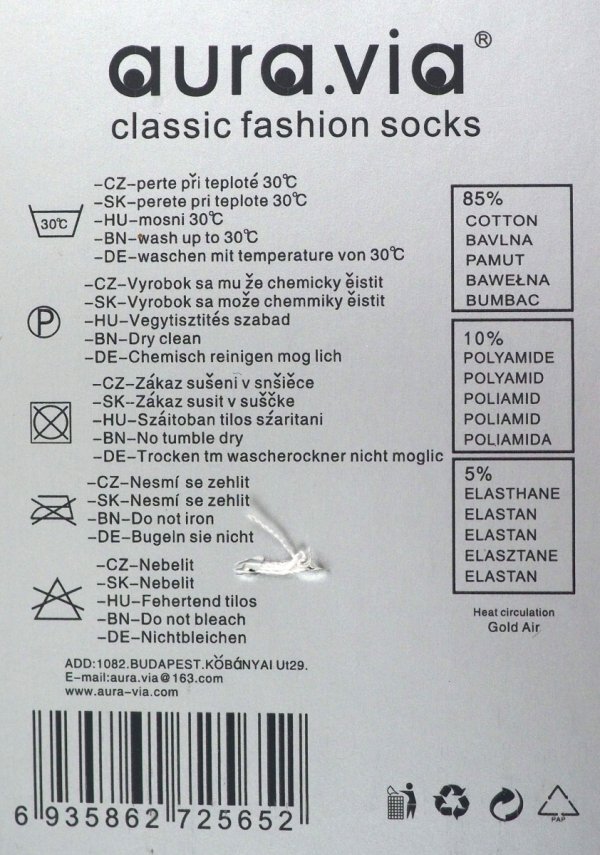 aura.via®
classic fashion socks
30℃
–CZ–perte při teploté 30℃
–SK–perete pri teplote 30℃
–HU–mosni 30℃
–BN–wash up to 30℃
–DE–waschen mit temperature von 30℃
P
–CZ–Vyrobok sa mu že chemicky ěistit
–SK–Vyrobok sa može chemmiky ěistit
–HU–Vegytisztités szabad
–BN–Dry clean
–DE–Chemisch reinigen mog lich
–CZ–Zákaz sušeni v snšiěce
–SK–Zákaz susit v suščke
–HU–Száitoban tilos sźaritani
–BN–No tumble dry
–DE–Trocken tm wascherockner nicht moglic
–CZ–Nesmí se zehlit
–SK–Nesmí se zehlit
–BN–Do not iron
–DE–Bugeln sie nicht
–CZ–Nebelit
–SK–Nebelit
–HU–Fehertend tilos
–BN–Do not bleach
–DE–Nichtbleichen
ADD:1082.BUDAPEST.KŎBǴNYAI Ut29.
E-mail:aura.via@163.com
www.aura–via.com
6 935862 725652
85%
COTTON
BAVLNA
PAMUT
BAWEŁNA
BUMBAC
10%
POLYAMIDE
POLYAMID
POLIAMID
POLIAMID
POLIAMIDA
5%
ELASTHANE
ELASTAN
ELASTAN
ELASZTANE
ELASTAN
Heat circulation
Gold Air
PAP